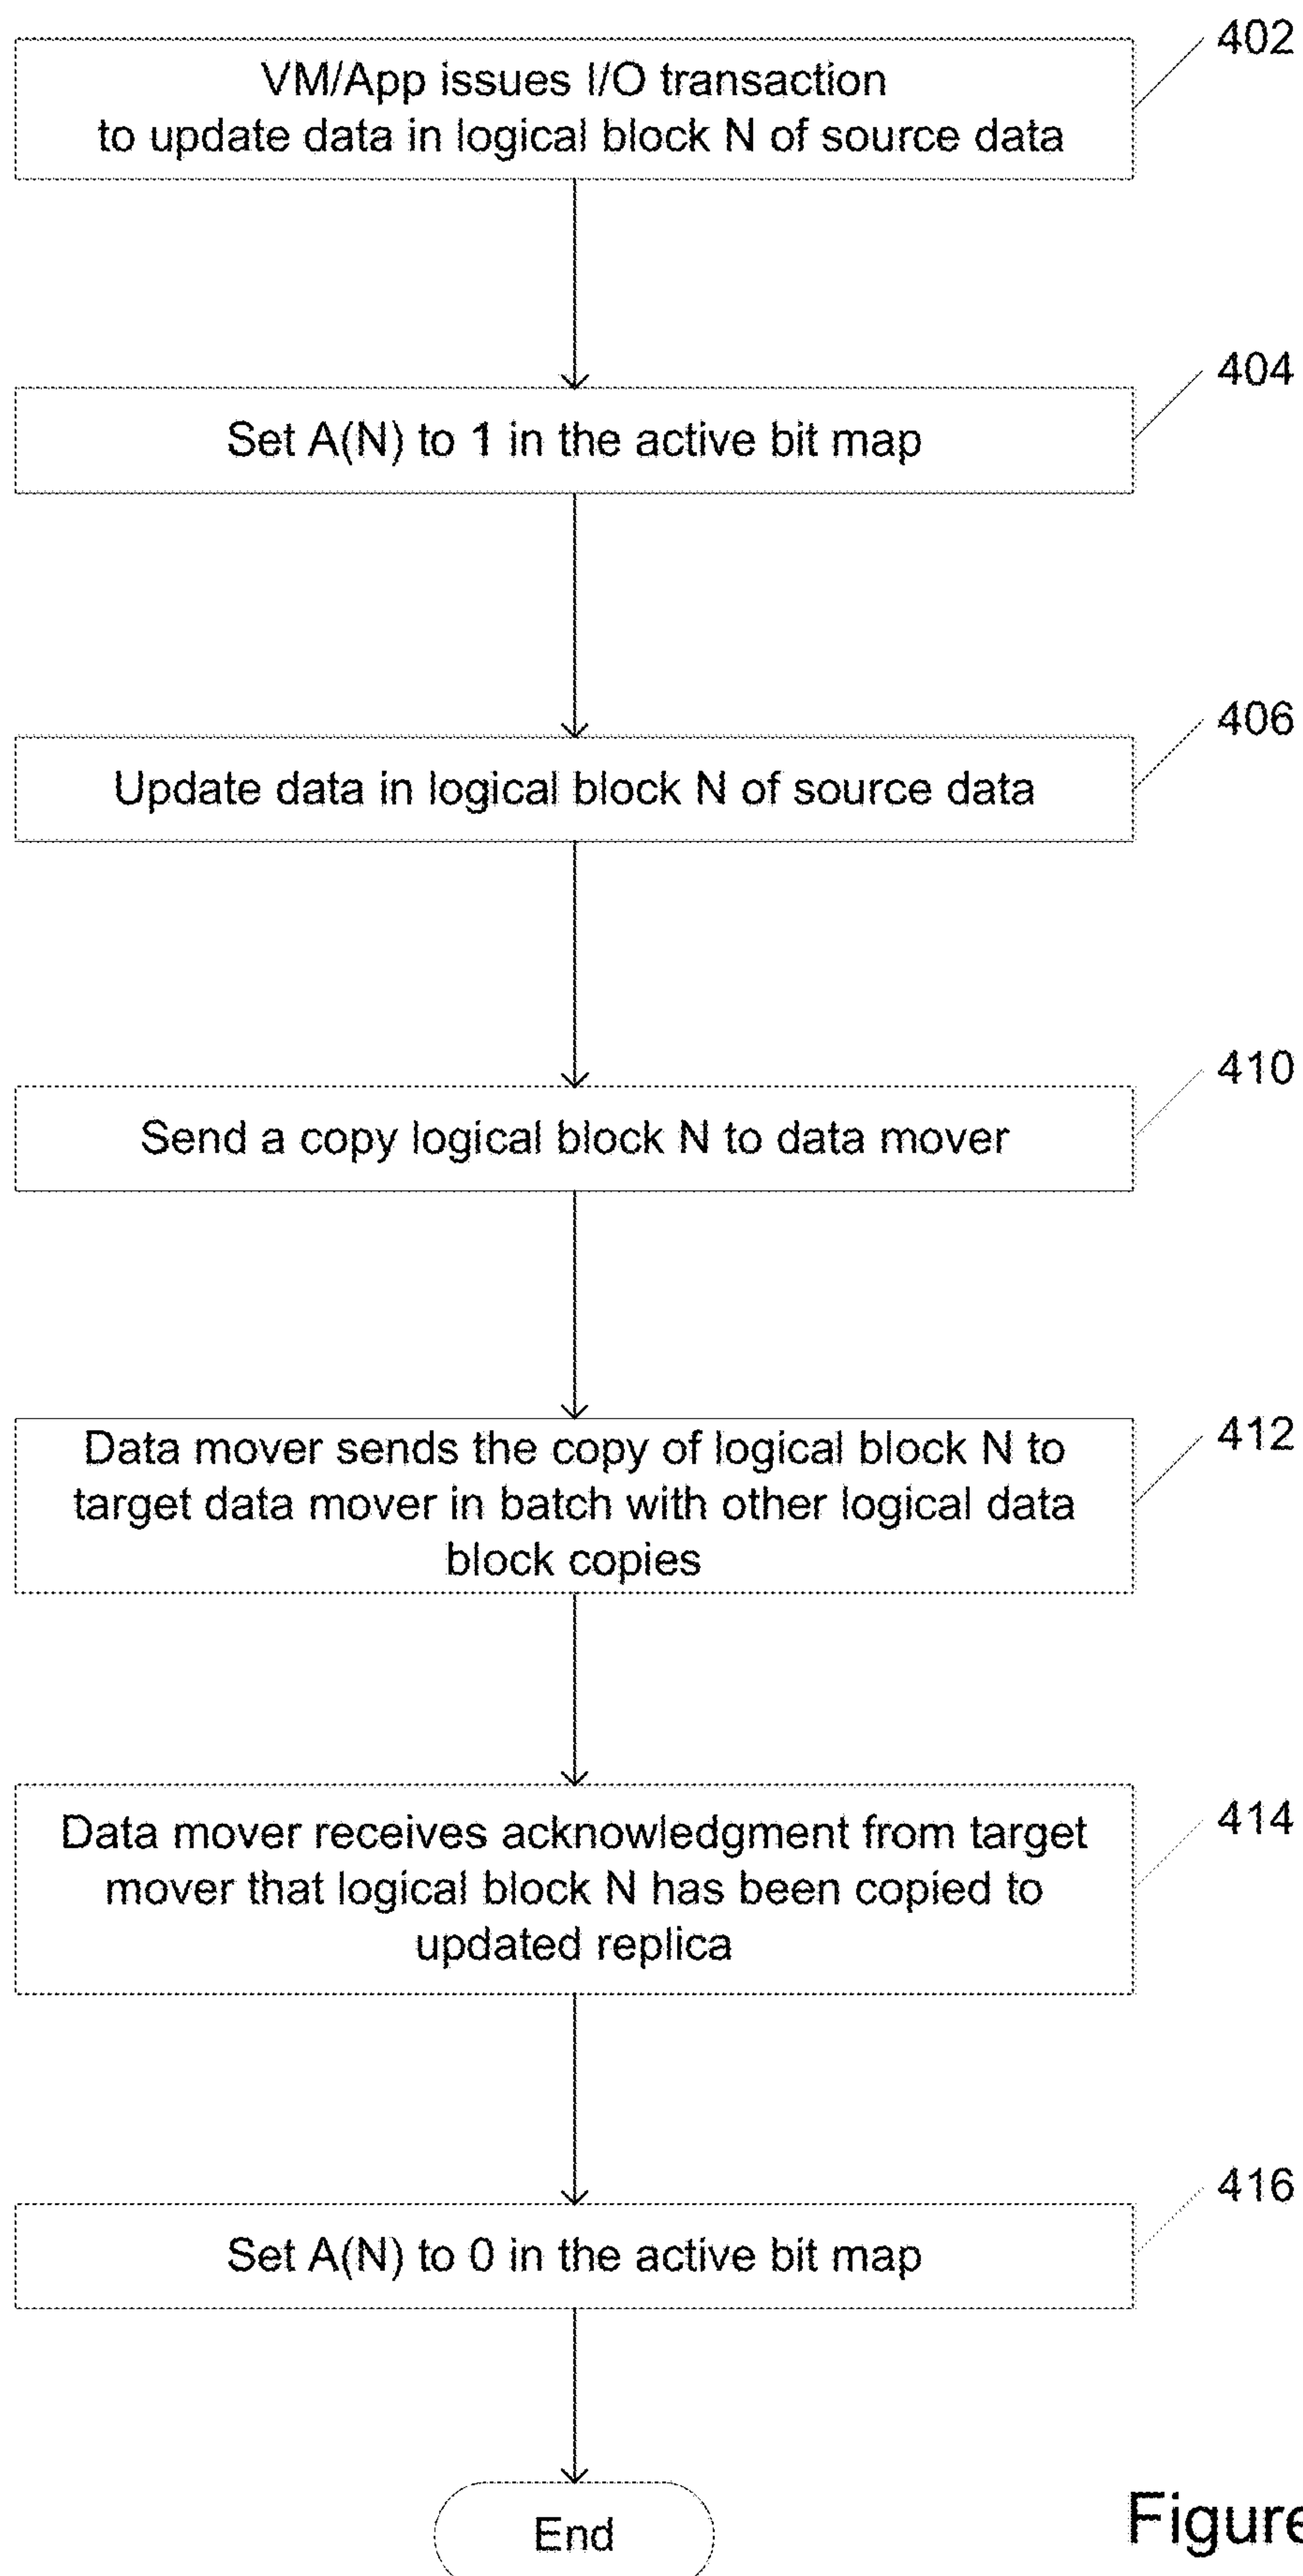 402
VM/App issues I/O transaction
to update data in logical block N of source data
404
Set A(N) to 1 in the active bit map
406
Update data in logical block N of source data
410
Send a copy logical block N to data mover
412
Data mover sends the copy of logical block N to
target data mover in batch with other logical data
block copies
414
Data mover receives acknowledgment from target
mover that logical block N has been copied to
updated replica
416
Set A(N) to 0 in the active bit map
End
Figure